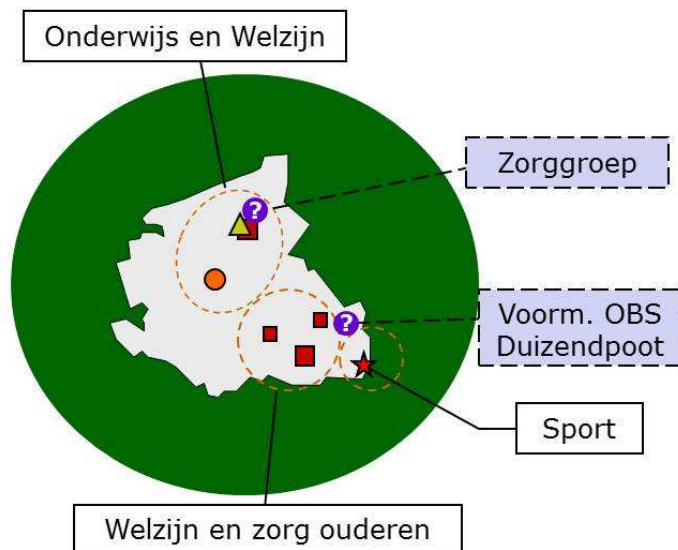 Onderwijs en Welzijn
Zorggroep
?
?
Voorm. OBS
Duizendpoot
Sport
Welzijn en zorg ouderen